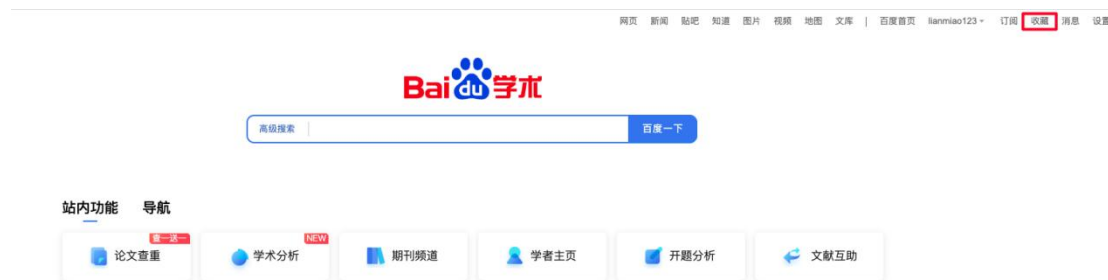 网页 新闻 贴吧 知道 图片 视频 地图 文库 | 百度首页 lianmiao123 订阅 收藏 消息 设置
Bai du 学术
高级搜索 百度一下
站内功能 导航
查一送一 NEW
论文查重 学术分析 期刊频道 学者主页 开题分析 文献互助